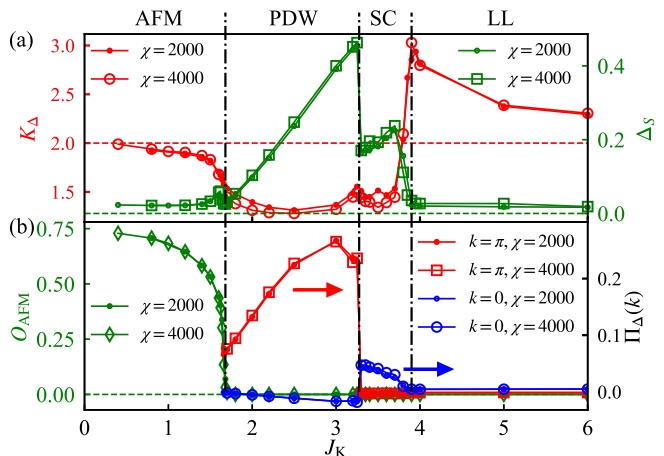 AFM PDW SC LL
(a)
3.0
2.5
2.0
1.5
K_Δ
χ = 2000
χ = 4000
χ = 2000
χ = 4000
0.4
0.2
0.0
Δ_S
(b)
0.75
0.50
0.25
0.00
O_AFM
χ = 2000
χ = 4000
k = π, χ = 2000
k = π, χ = 4000
k = 0, χ = 2000
k = 0, χ = 4000
0.2
0.1
0.0
Π_Δ(k)
0 1 2 3 4 5 6
J_K